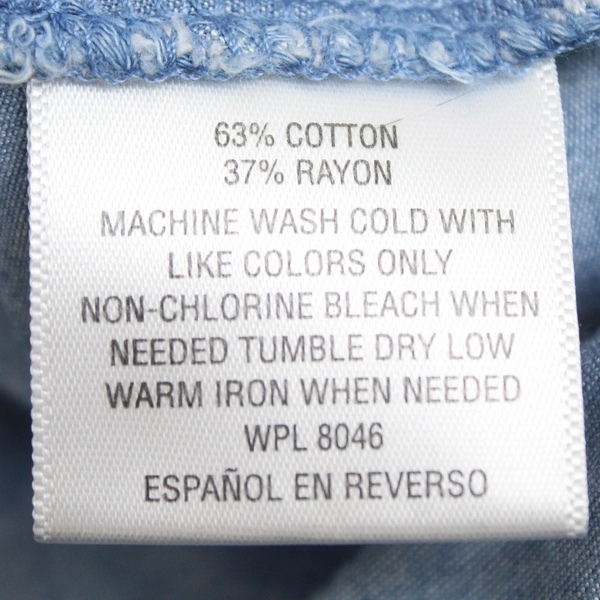 63% COTTON
37% RAYON
MACHINE WASH COLD WITH
LIKE COLORS ONLY
NON-CHLORINE BLEACH WHEN
NEEDED TUMBLE DRY LOW
WARM IRON WHEN NEEDED
WPL 8046
ESPAÑOL EN REVERSO